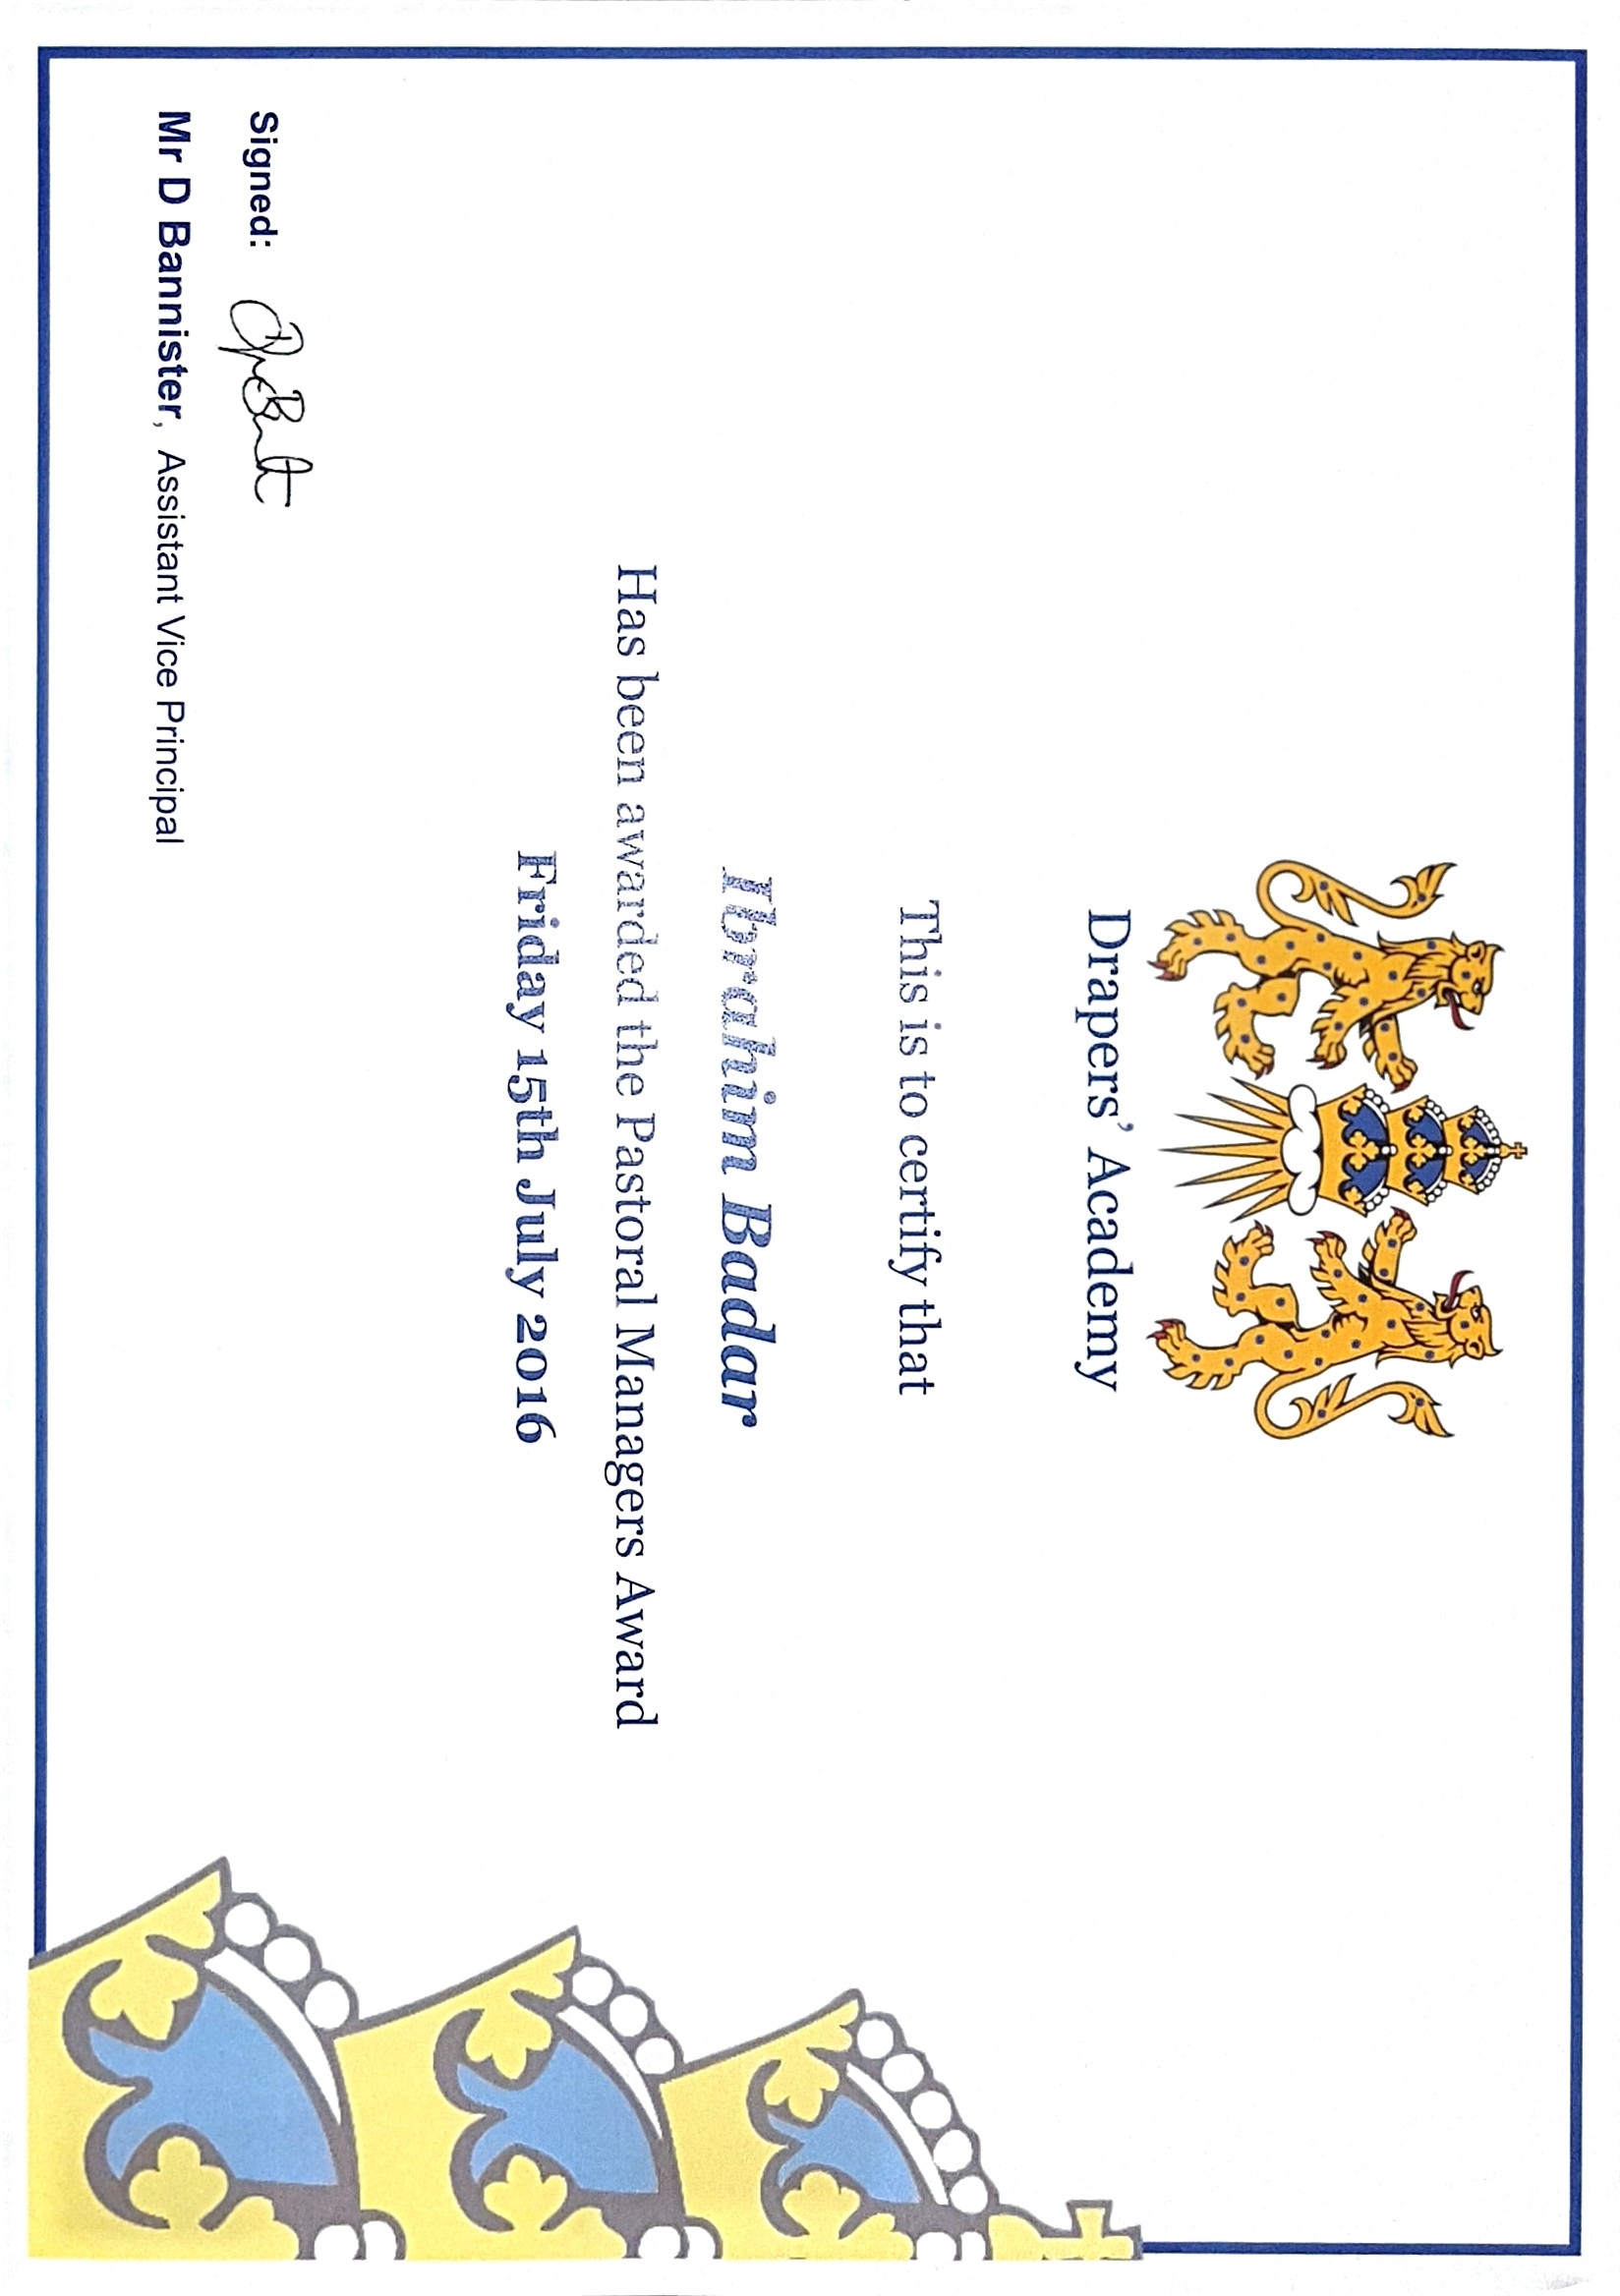 Drapers’ Academy
This is to certify that
Ibrahim Badar
Has been awarded the Pastoral Managers Award
Friday 15th July 2016
Signed:
Mr D Bannister, Assistant Vice Principal